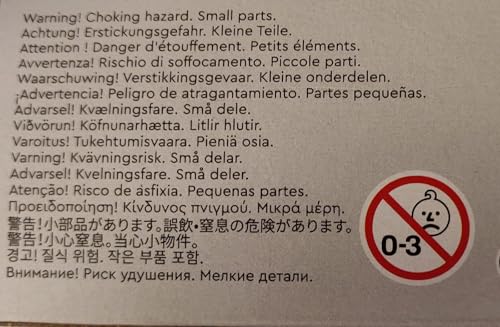 Warning! Choking hazard. Small parts.
Achtung! Erstickungsgefahr. Kleine Teile.
Attention ! Danger d'étouffement. Petits éléments.
Avvertenza! Rischio di soffocamento. Piccole parti.
Waarschuwing! Verstikkingsgevaar. Kleine onderdelen.
¡Advertencia! Peligro de atragantamiento. Partes pequeñas.
Advarsel! Kvælningsfare. Små dele.
Viðvörun! Köfnunarhætta. Litlir hlutir.
Varoitus! Tukehtumisvaara. Pieniä osia.
Varning! Kvävningsrisk. Små delar.
Advarsel! Kvelningsfare. Små deler.
Atenção! Risco de asfixia. Pequenas partes.
Προειδοποίηση! Κίνδυνος πνιγμού. Μικρά μέρη.
警告！小部品があります。誤飲・窒息の危険があります。
警告！小心窒息。当心小物件。
경고! 질식 위험. 작은 부품 포함.
Внимание! Риск удушения. Мелкие детали.
0-3